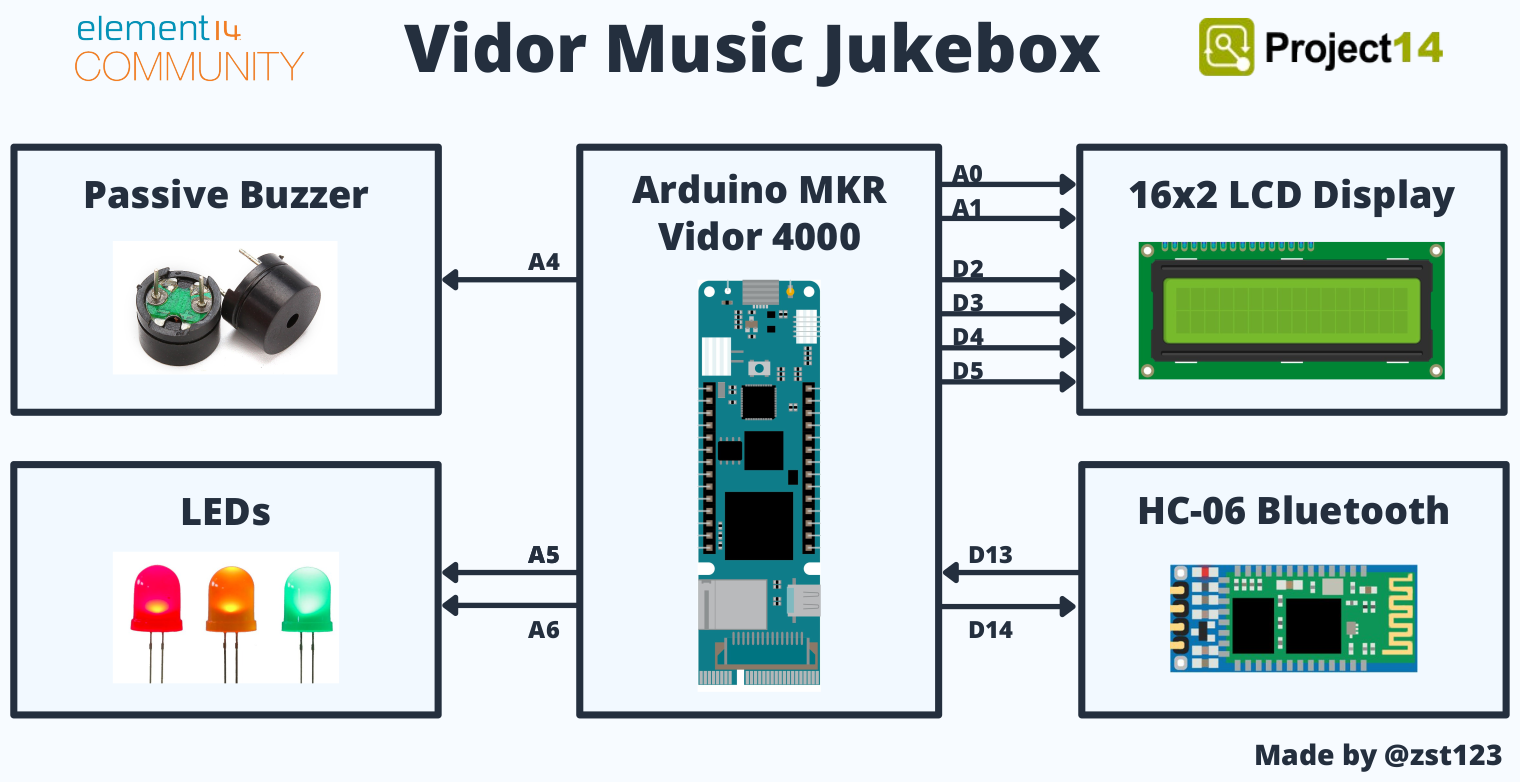 element14
COMMUNITY
Vidor Music Jukebox
Project14
Passive Buzzer
A4
Arduino MKR
Vidor 4000
A0
A1
D2
D3
D4
D5
16x2 LCD Display
LEDs
A5
A6
D13
D14
HC-06 Bluetooth
Made by @zst123